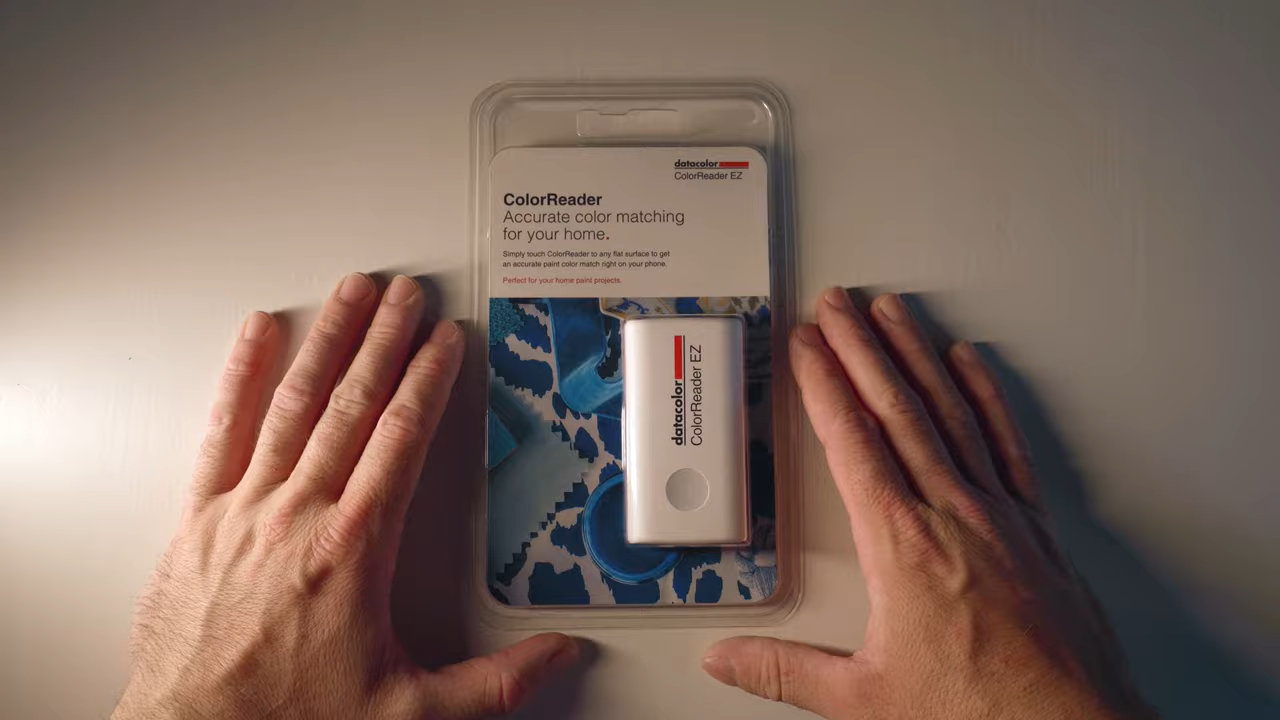 datacolor
ColorReader EZ
ColorReader
Accurate color matching
for your home.
Simply touch ColorReader to any flat surface to get
an accurate paint color match right on your phone.
Perfect for your home paint projects.
datacolor
ColorReader EZ